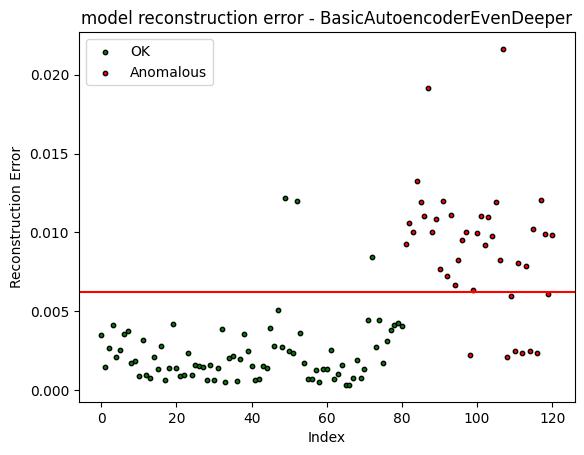 model reconstruction error - BasicAutoencoderEvenDeeper
OK
Anomalous
0.020
0.015
0.010
0.005
0.000
Reconstruction Error
0 20 40 60 80 100 120
Index